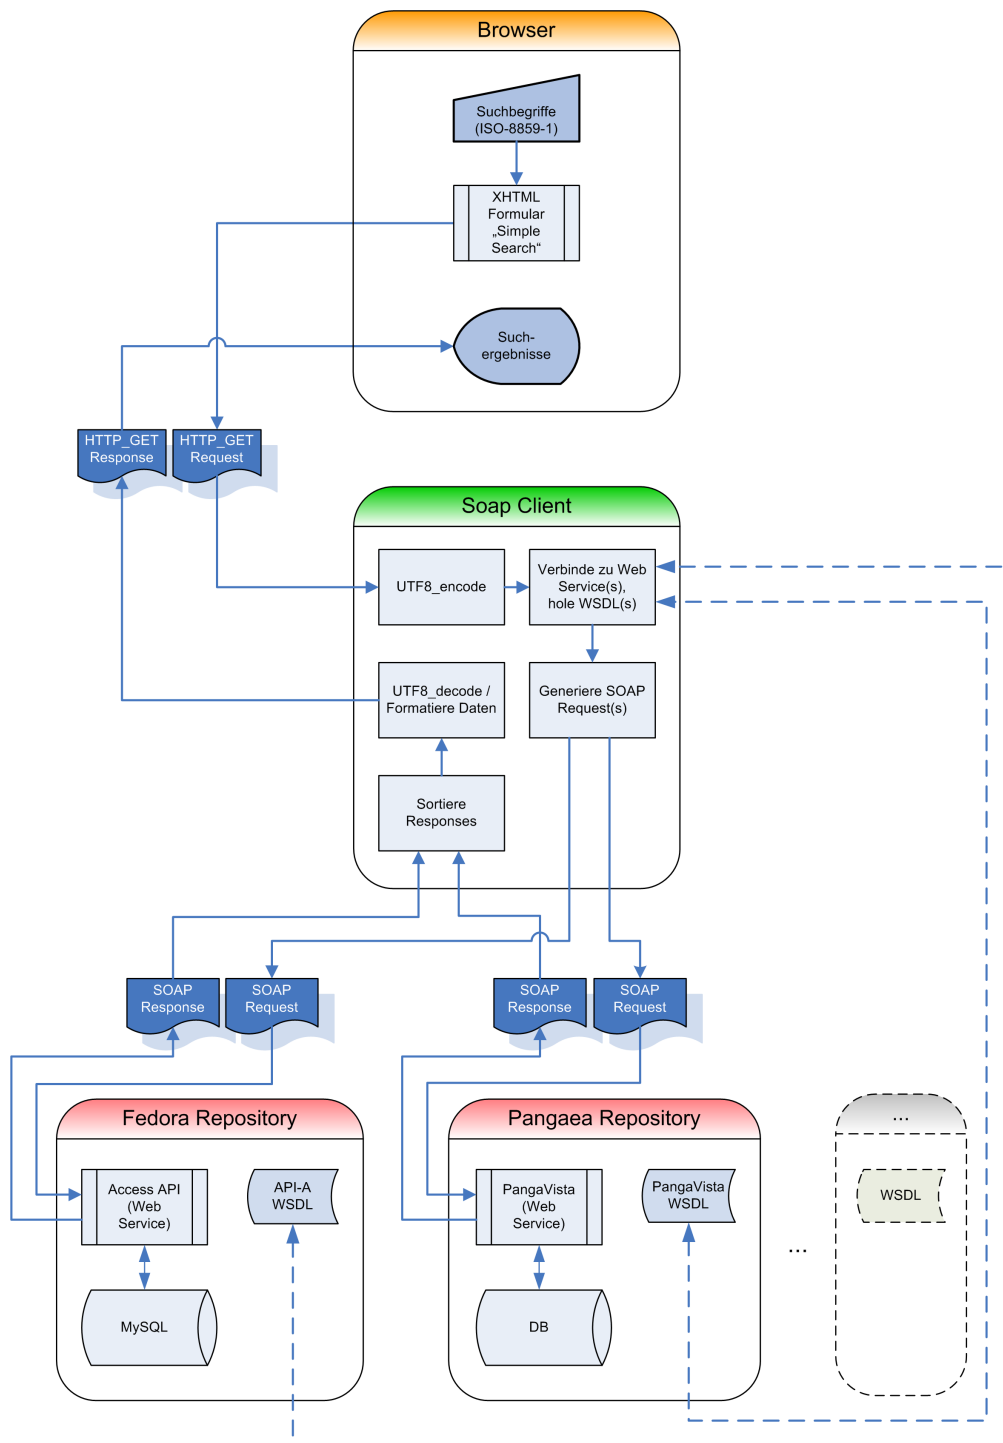 Browser
Suchbegriffe
(ISO-8859-1)
XHTML
Formular
„Simple
Search“
Such-
ergebnisse
HTTP_GET
Response
HTTP_GET
Request
Soap Client
UTF8_encode
Verbinde zu Web
Service(s),
hole WSDL(s)
UTF8_decode /
Formatiere Daten
Generiere SOAP
Request(s)
Sortiere
Responses
SOAP
Response
SOAP
Request
SOAP
Response
SOAP
Request
Fedora Repository
Access API
(Web
Service)
API-A
WSDL
MySQL
Pangaea Repository
PangaVista
(Web
Service)
PangaVista
WSDL
DB
...
...
WSDL